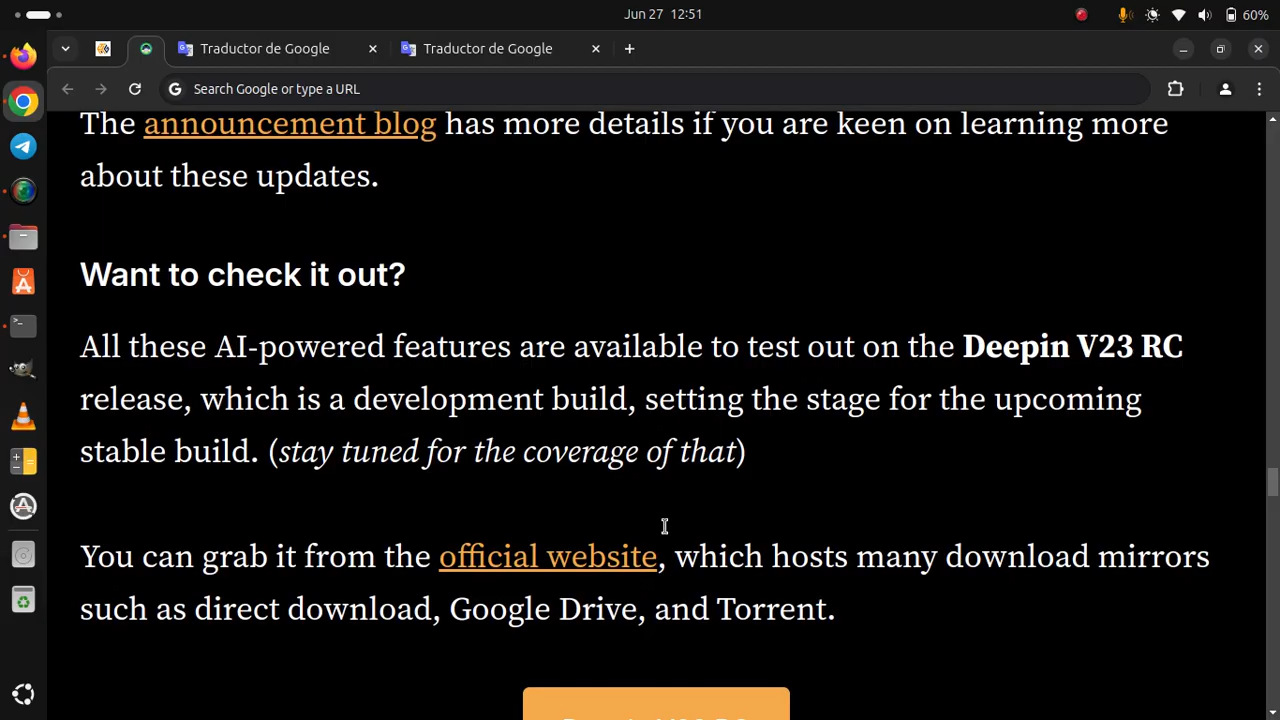 Jun 27 12:51
60%
Traductor de Google
Traductor de Google
Search Google or type a URL
The announcement blog has more details if you are keen on learning more
about these updates.
Want to check it out?
All these AI-powered features are available to test out on the Deepin V23 RC
release, which is a development build, setting the stage for the upcoming
stable build. (stay tuned for the coverage of that)
You can grab it from the official website, which hosts many download mirrors
such as direct download, Google Drive, and Torrent.